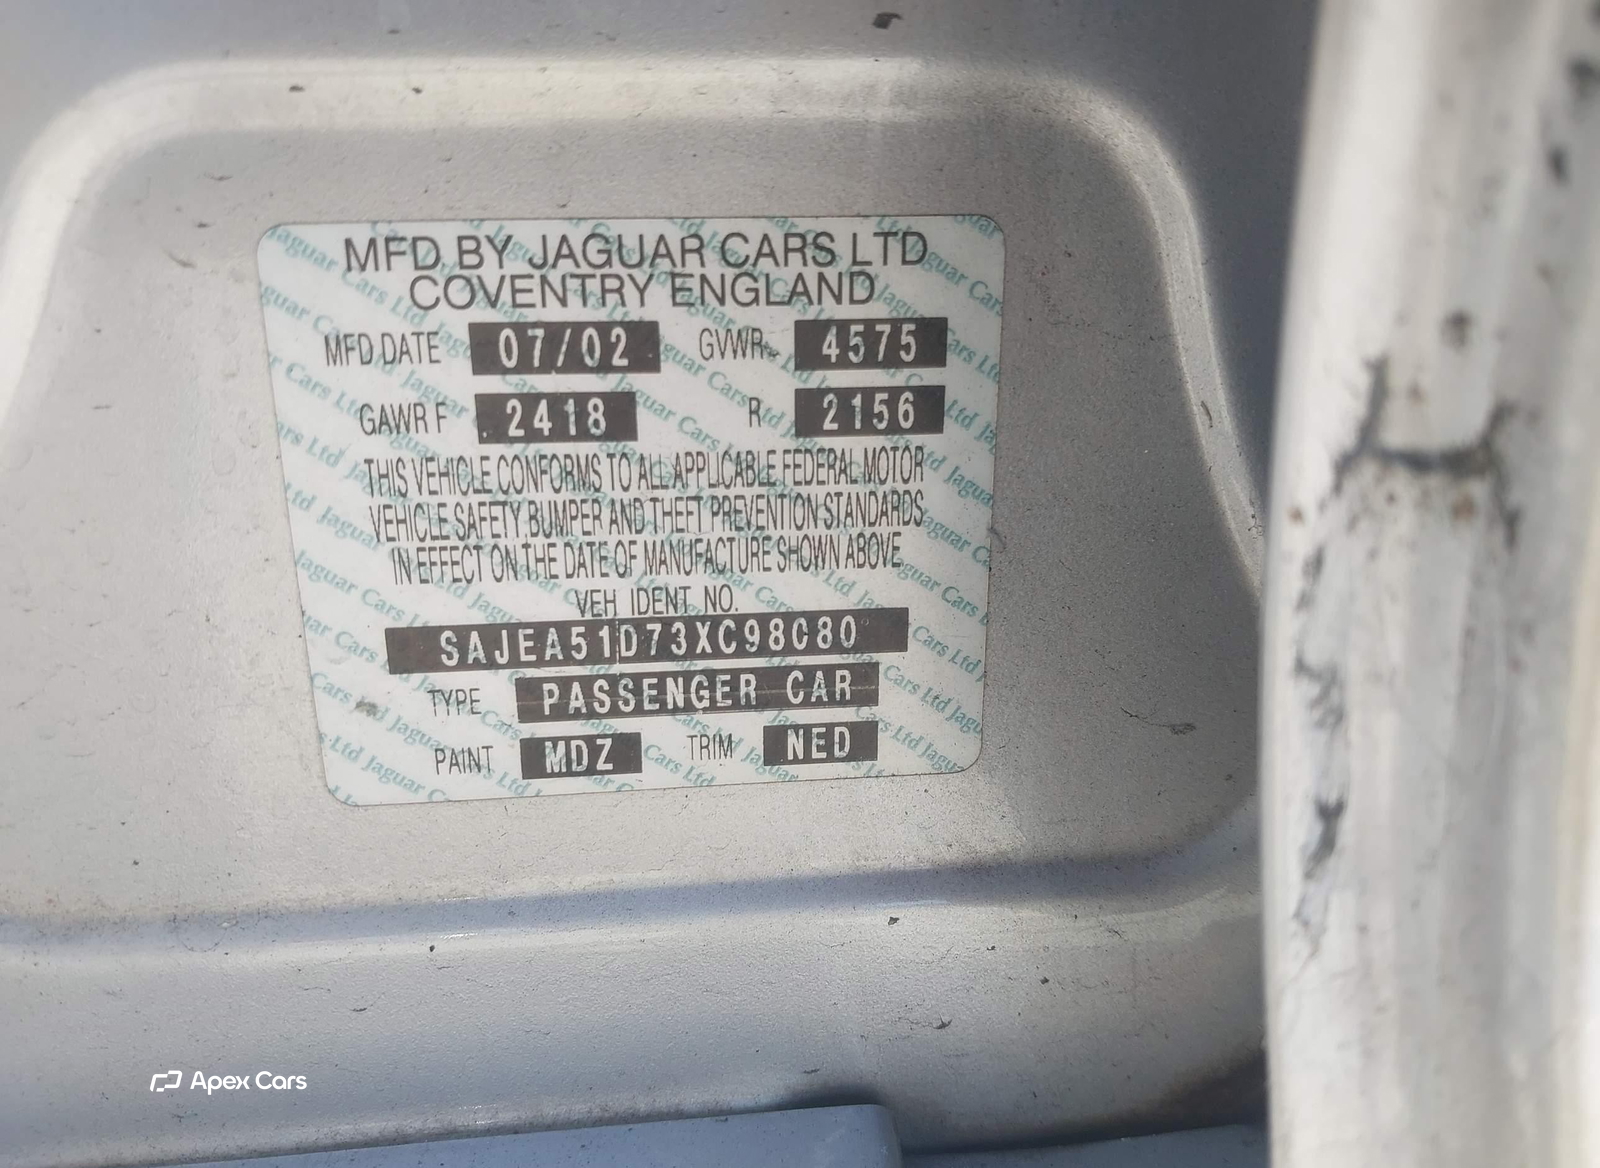 MFD BY JAGUAR CARS LTD
COVENTRY ENGLAND
MFD DATE 07/02 GVWR 4575
GAWR F 2418 R 2156
THIS VEHICLE CONFORMS TO ALL APPLICABLE FEDERAL MOTOR
VEHICLE SAFETY, BUMPER AND THEFT PREVENTION STANDARDS
IN EFFECT ON THE DATE OF MANUFACTURE SHOWN ABOVE
VEH IDENT NO.
SAJEA51D73XC98080
TYPE PASSENGER CAR
PAINT MDZ TRIM NED
Apex Cars